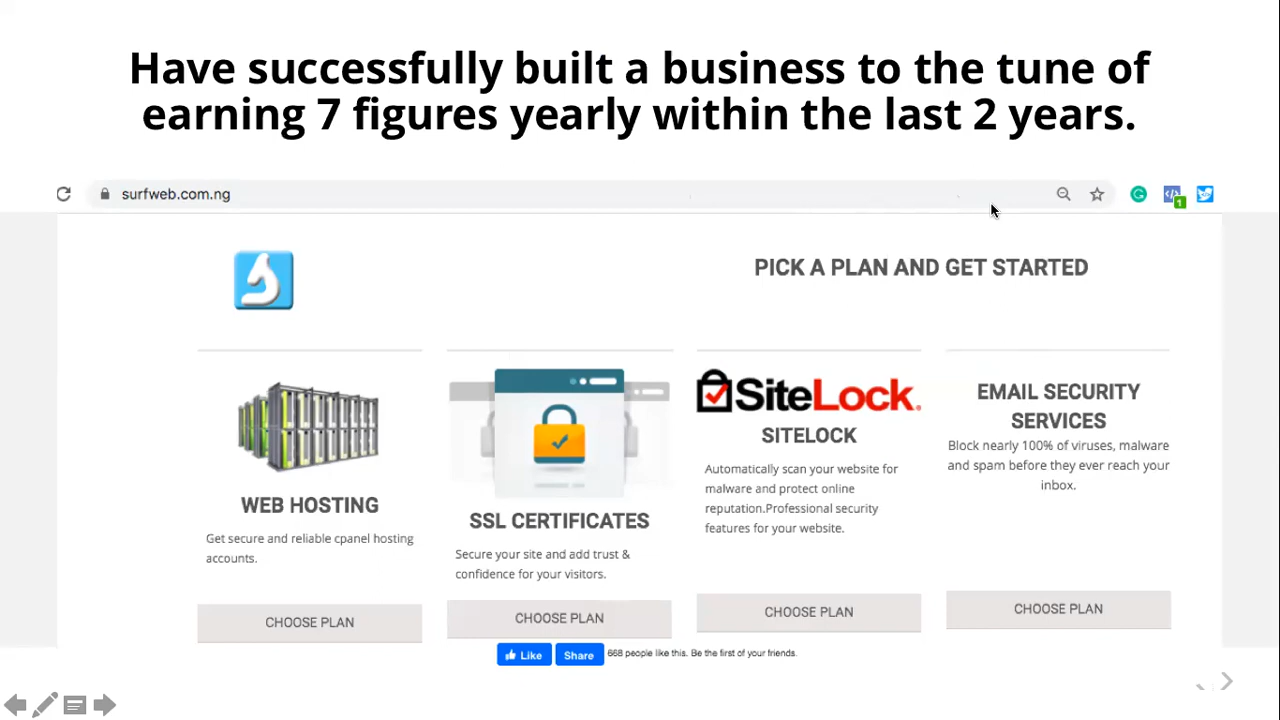 Have successfully built a business to the tune of
earning 7 figures yearly within the last 2 years.
surfweb.com.ng
1
PICK A PLAN AND GET STARTED
WEB HOSTING
Get secure and reliable cpanel hosting
accounts.
CHOOSE PLAN
SSL CERTIFICATES
Secure your site and add trust &
confidence for your visitors.
CHOOSE PLAN
SiteLock.
SITELOCK
Automatically scan your website for
malware and protect online
reputation.Professional security
features for your website.
CHOOSE PLAN
EMAIL SECURITY
SERVICES
Block nearly 100% of viruses, malware
and spam before they ever reach your
inbox.
CHOOSE PLAN
Like Share 668 people like this. Be the first of your friends.